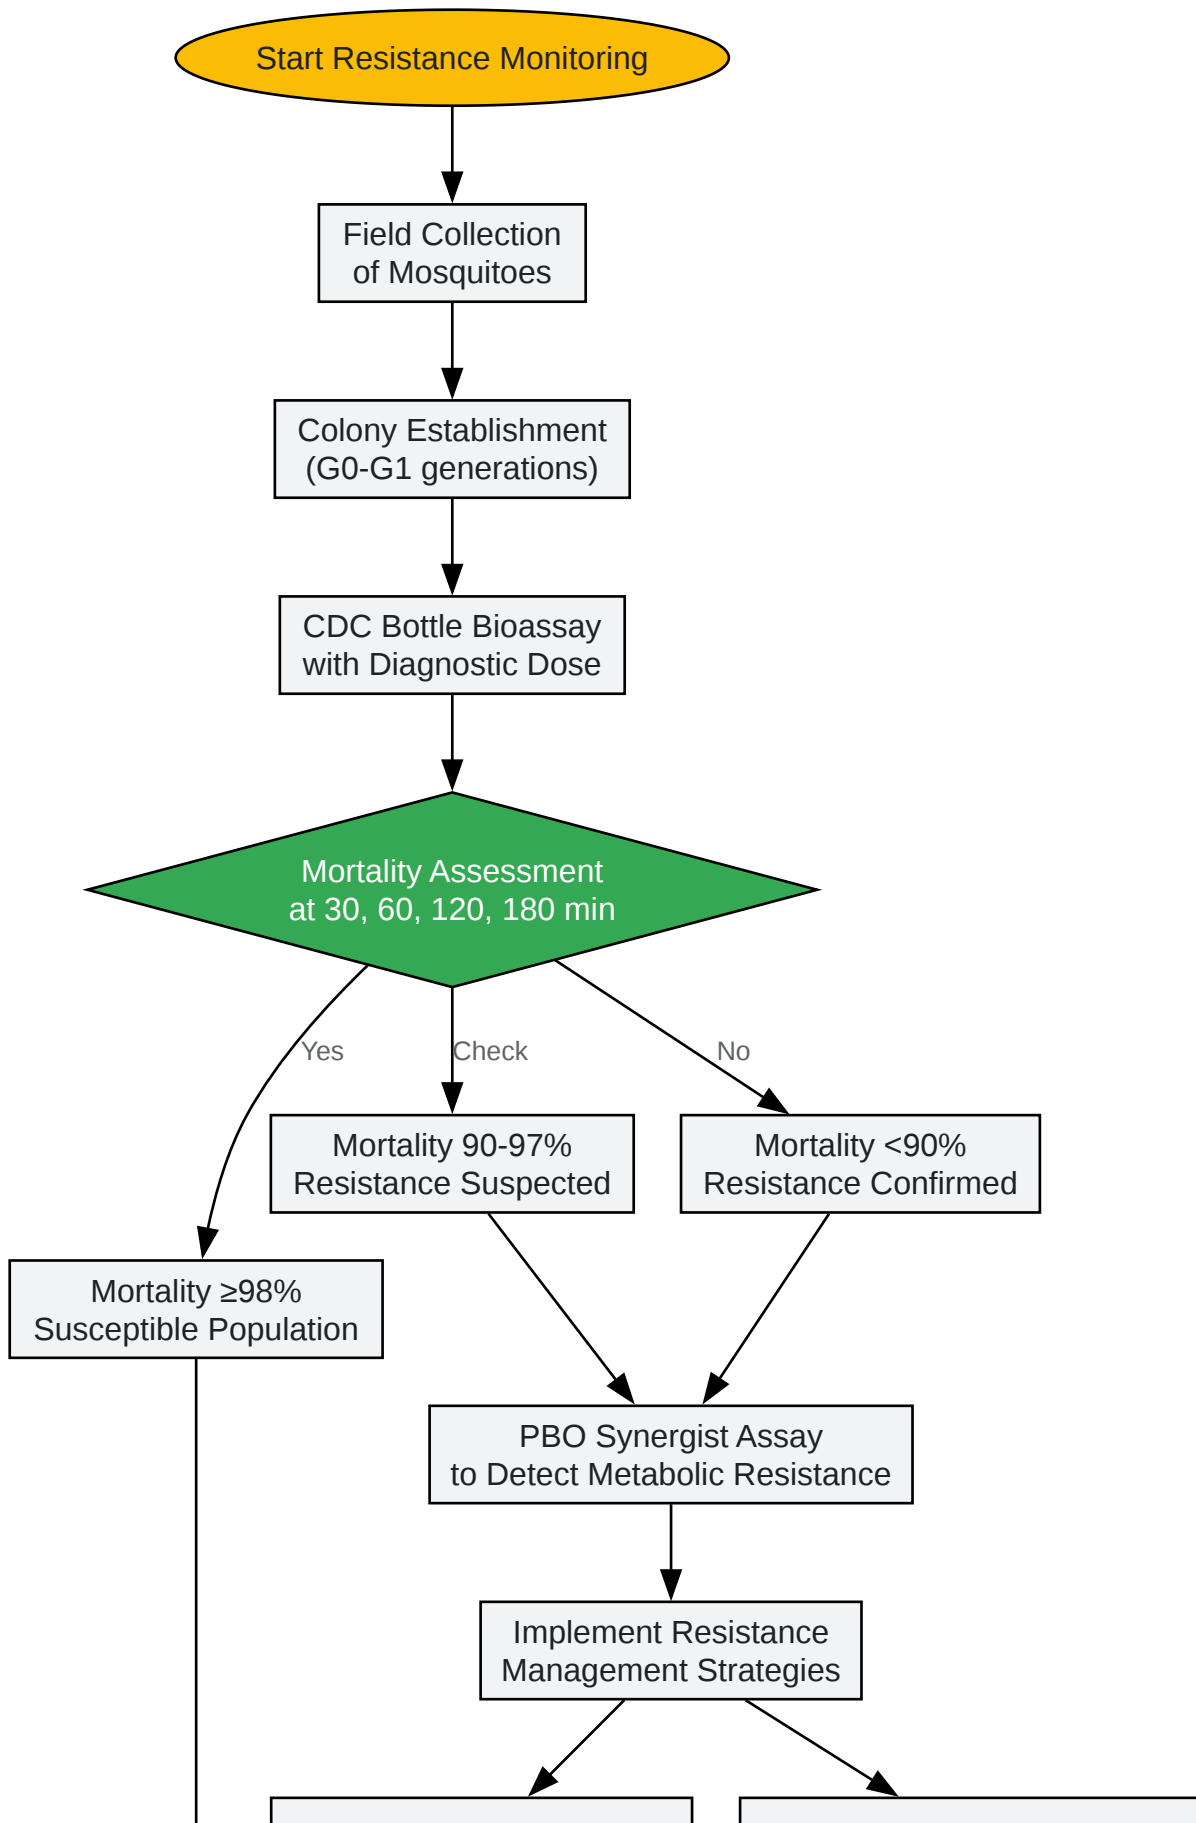 Start Resistance Monitoring
Field Collection
of Mosquitoes
Colony Establishment
(G0-G1 generations)
CDC Bottle Bioassay
with Diagnostic Dose
Mortality Assessment
at 30, 60, 120, 180 min
Yes
Check
No
Mortality 90-97%
Resistance Suspected
Mortality <90%
Resistance Confirmed
Mortality ≥98%
Susceptible Population
PBO Synergist Assay
to Detect Metabolic Resistance
Implement Resistance
Management Strategies